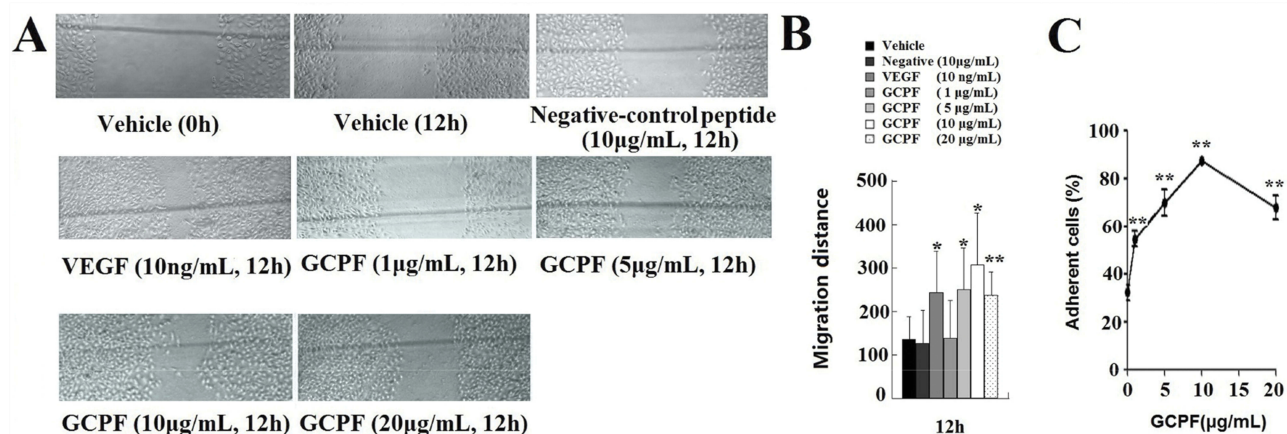 A
Vehicle (0h)
Vehicle (12h)
Negative-control peptide
(10μg/mL, 12h)
VEGF (10ng/mL, 12h)
GCPF (1μg/mL, 12h)
GCPF (5μg/mL, 12h)
GCPF (10μg/mL, 12h)
GCPF (20μg/mL, 12h)
B
Vehicle
Negative (10μg/mL)
VEGF (10 ng/mL)
GCPF ( 1 μg/mL)
GCPF ( 5 μg/mL)
GCPF (10 μg/mL)
GCPF (20 μg/mL)
Migration distance
500
400
300
200
100
0
*
*
*
**
12h
C
Adherent cells (%)
100
80
60
40
20
0
**
**
**
**
0
5
10
15
20
GCPF(μg/mL)